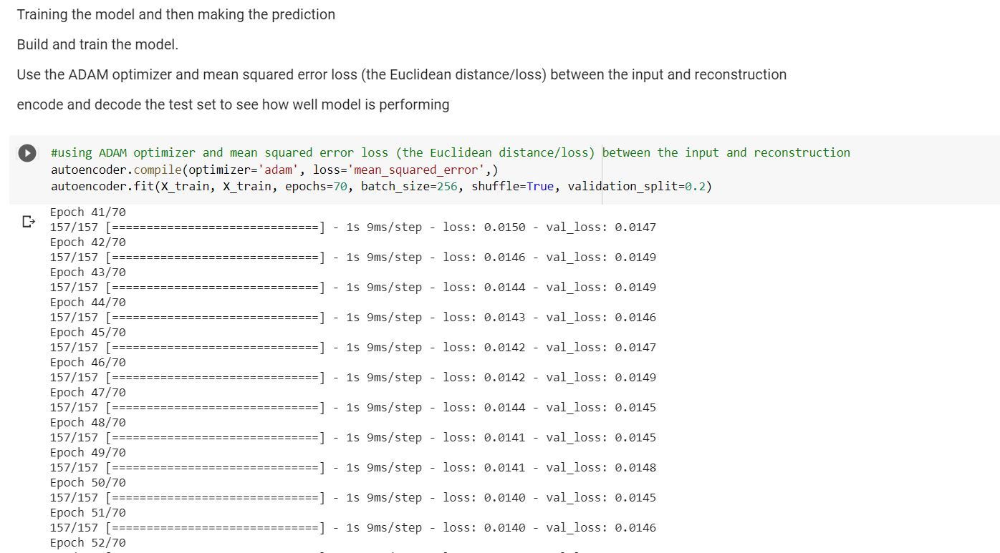 Training the model and then making the prediction
Build and train the model.
Use the ADAM optimizer and mean squared error loss (the Euclidean distance/loss) between the input and reconstruction
encode and decode the test set to see how well model is performing
#using ADAM optimizer and mean squared error loss (the Euclidean distance/loss) between the input and reconstruction
autoencoder.compile(optimizer='adam', loss='mean_squared_error',)
autoencoder.fit(X_train, X_train, epochs=70, batch_size=256, shuffle=True, validation_split=0.2)
Epoch 41/70
157/157 [==============================] - 1s 9ms/step - loss: 0.0150 - val_loss: 0.0147
Epoch 42/70
157/157 [==============================] - 1s 9ms/step - loss: 0.0146 - val_loss: 0.0149
Epoch 43/70
157/157 [==============================] - 1s 9ms/step - loss: 0.0144 - val_loss: 0.0149
Epoch 44/70
157/157 [==============================] - 1s 9ms/step - loss: 0.0143 - val_loss: 0.0146
Epoch 45/70
157/157 [==============================] - 1s 9ms/step - loss: 0.0142 - val_loss: 0.0147
Epoch 46/70
157/157 [==============================] - 1s 9ms/step - loss: 0.0142 - val_loss: 0.0149
Epoch 47/70
157/157 [==============================] - 1s 9ms/step - loss: 0.0144 - val_loss: 0.0145
Epoch 48/70
157/157 [==============================] - 1s 9ms/step - loss: 0.0141 - val_loss: 0.0145
Epoch 49/70
157/157 [==============================] - 1s 9ms/step - loss: 0.0141 - val_loss: 0.0148
Epoch 50/70
157/157 [==============================] - 1s 9ms/step - loss: 0.0140 - val_loss: 0.0145
Epoch 51/70
157/157 [==============================] - 1s 9ms/step - loss: 0.0140 - val_loss: 0.0146
Epoch 52/70